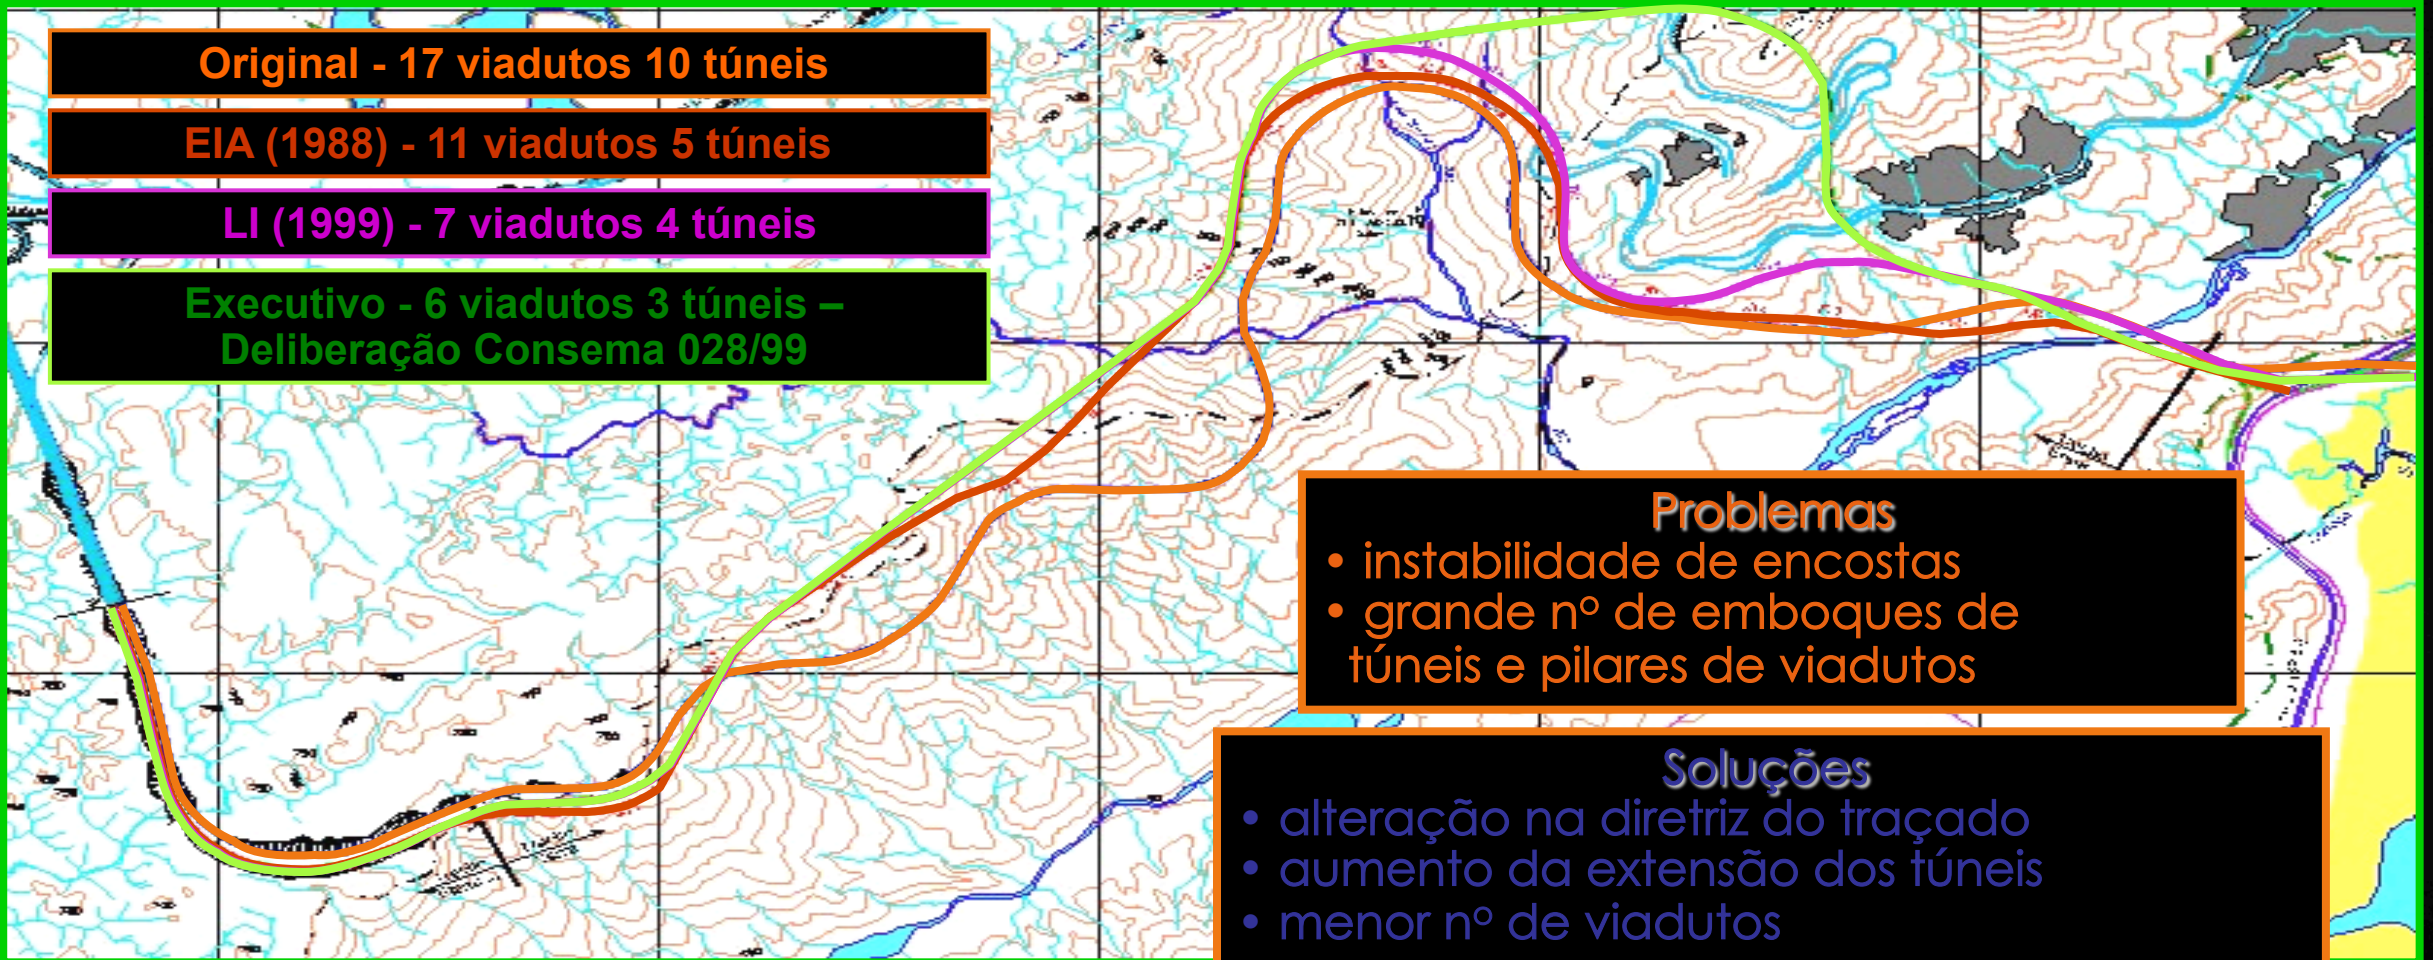 Original - 17 viadutos 10 túneis
EIA (1988) - 11 viadutos 5 túneis
LI (1999) - 7 viadutos 4 túneis
Executivo - 6 viadutos 3 túneis –
Deliberação Consema 028/99
Problemas
• instabilidade de encostas
• grande nº de emboques de
túneis e pilares de viadutos
Soluções
• alteração na diretriz do traçado
• aumento da extensão dos túneis
• menor nº de viadutos